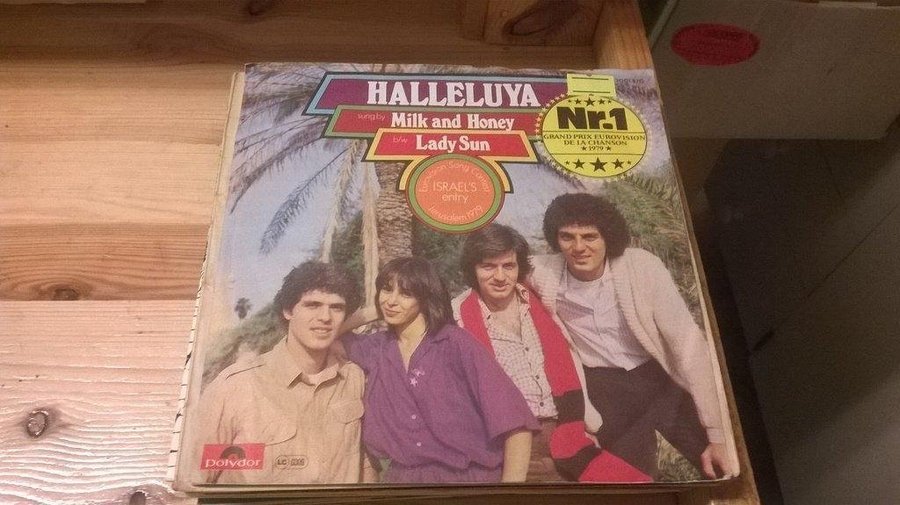 HALLELUYA
sung by Milk and Honey
b/w Lady Sun
Eurovision Song Contest
ISRAEL'S
entry
Jerusalem 1979
Nr.1
GRAND PRIX EUROVISION
DE LA CHANSON
1979
polydor
LC